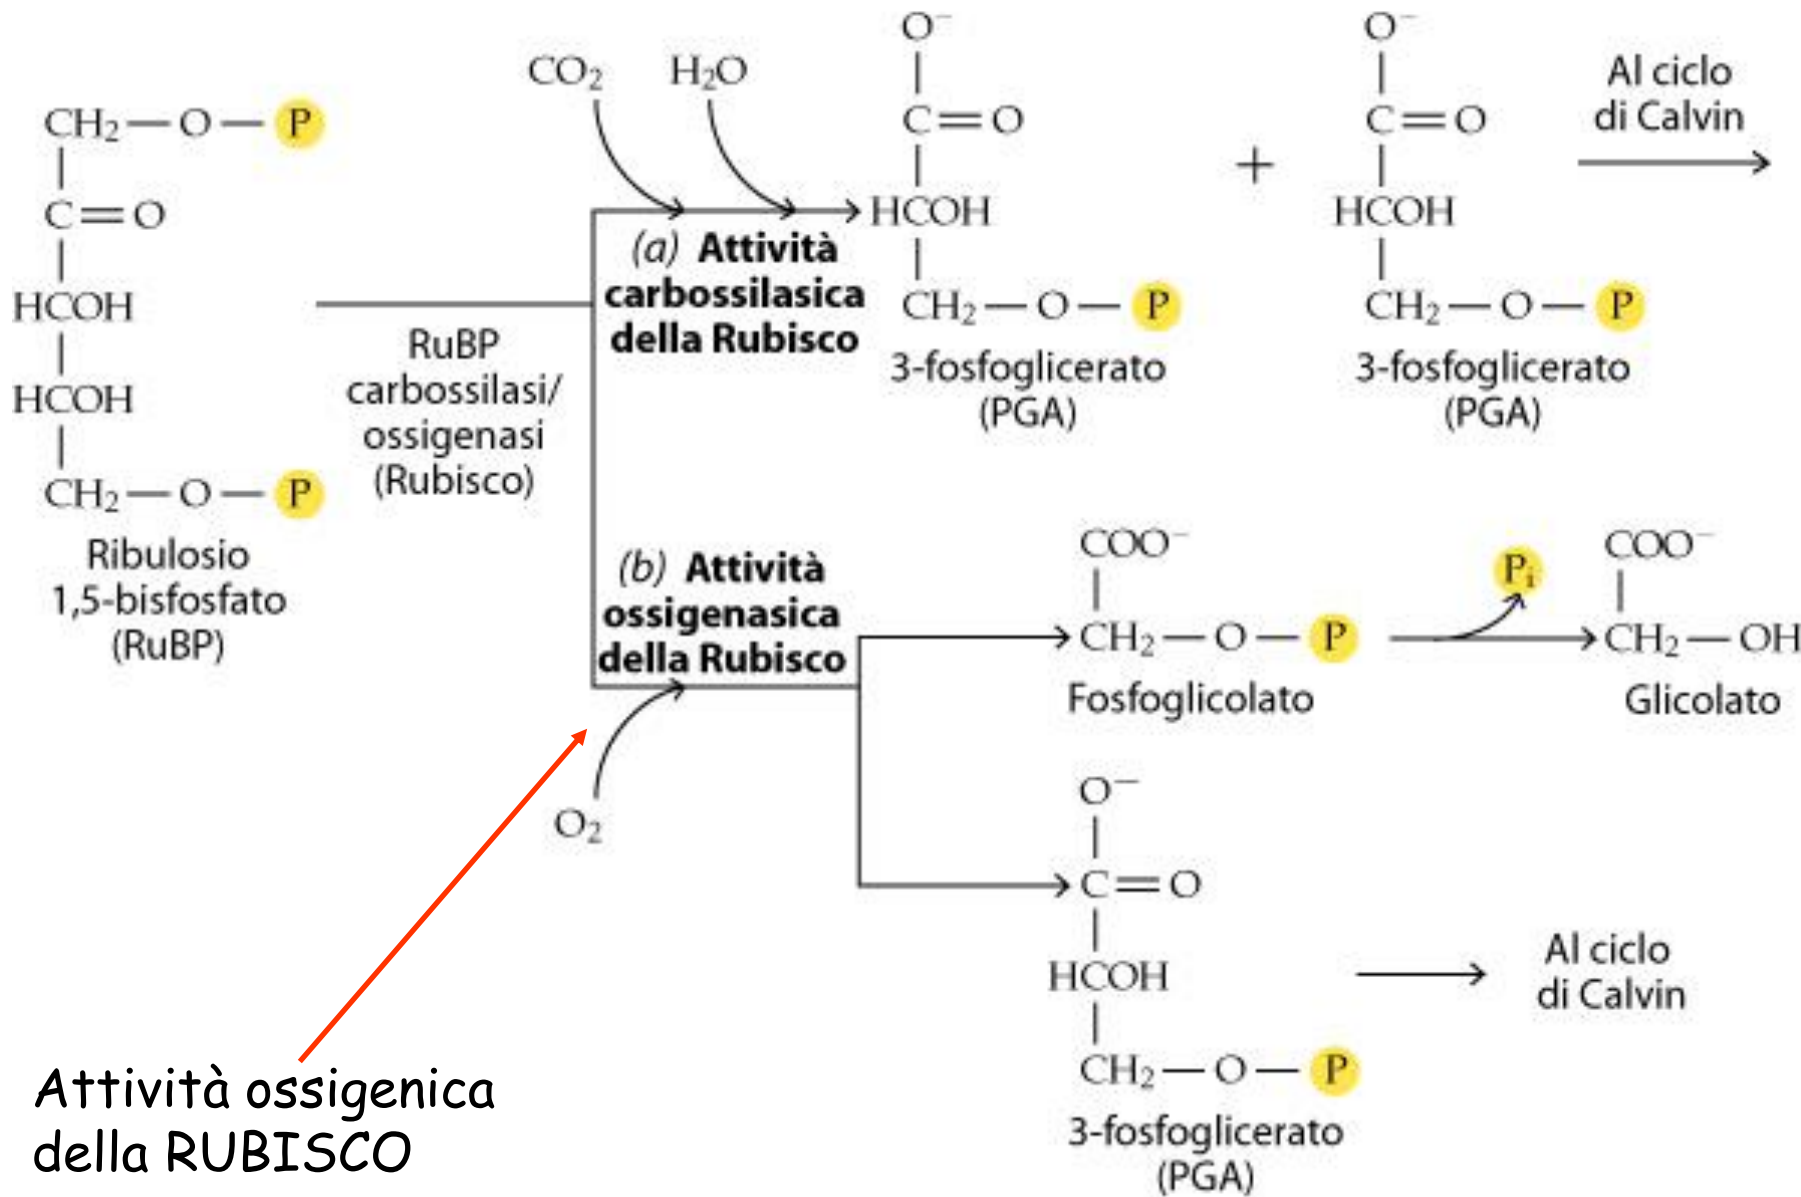 CO₂
H₂O
CH₂—O—P
C=O
HCOH
HCOH
CH₂—O—P
Ribulosio
1,5-bisfosfato
(RuBP)
RuBP
carbossilasi/
ossigenasi
(Rubisco)
(a) Attività
carbossilasica
della Rubisco
O⁻
C=O
HCOH
CH₂—O—P
3-fosfoglicerato
(PGA)
+
O⁻
C=O
HCOH
CH₂—O—P
3-fosfoglicerato
(PGA)
Al ciclo
di Calvin
(b) Attività
ossigenasica
della Rubisco
O₂
COO⁻
CH₂—O—P
Fosfoglicolato
Pi
COO⁻
CH₂—OH
Glicolato
O⁻
C=O
HCOH
CH₂—O—P
3-fosfoglicerato
(PGA)
Al ciclo
di Calvin
Attività ossigenica
della RUBISCO